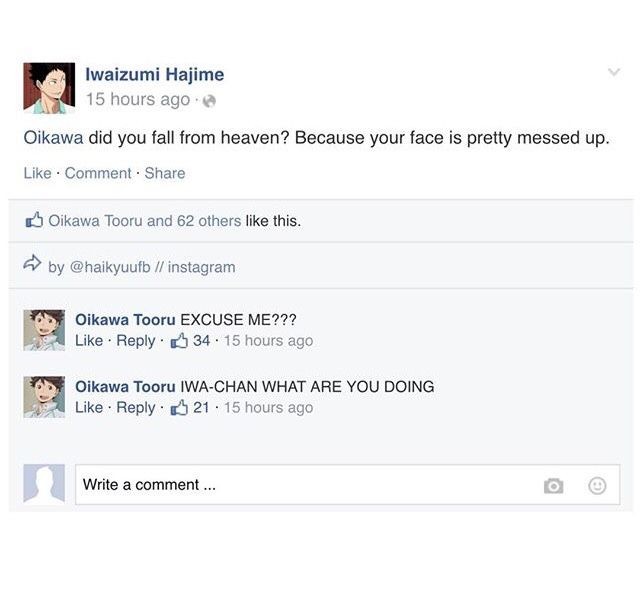 Iwaizumi Hajime
15 hours ago ·
Oikawa did you fall from heaven? Because your face is pretty messed up.
Like · Comment · Share
Oikawa Tooru and 62 others like this.
by @haikyuufb // instagram
Oikawa Tooru EXCUSE ME???
Like · Reply · 34 · 15 hours ago
Oikawa Tooru IWA-CHAN WHAT ARE YOU DOING
Like · Reply · 21 · 15 hours ago
Write a comment ...